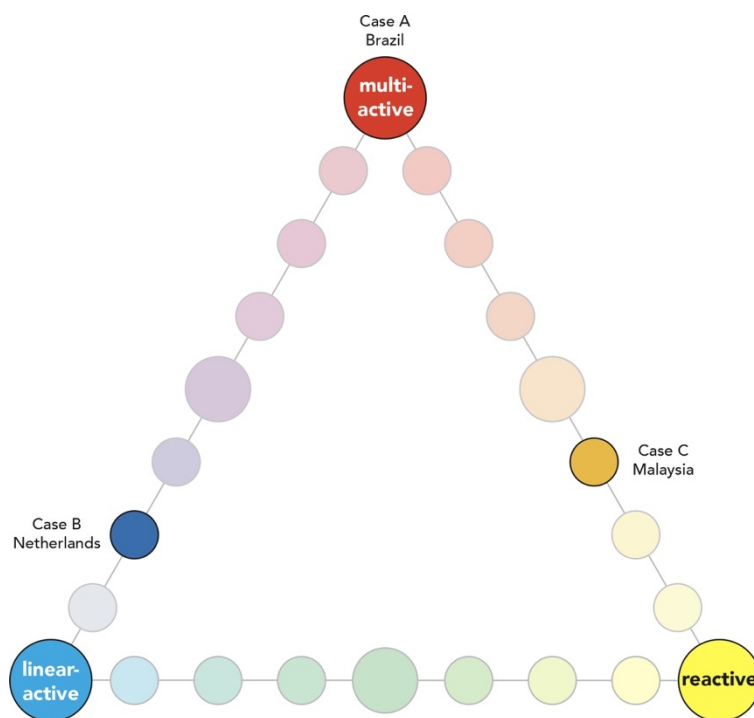 Case A
Brazil
multi-
active
Case C
Malaysia
Case B
Netherlands
linear-
active
reactive